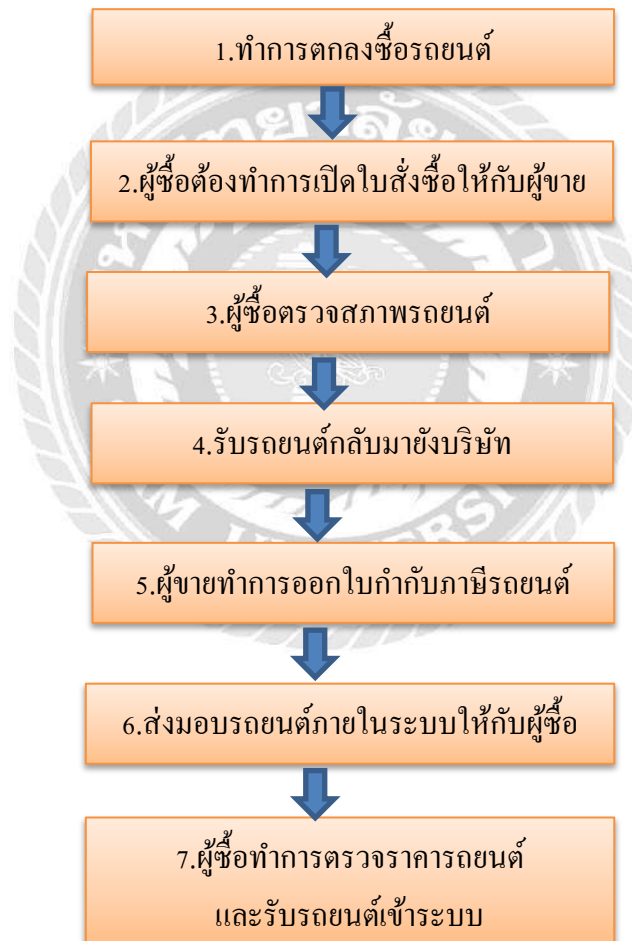 1.ทำการตกลงซื้อรถยนต์
2.ผู้ซื้อต้องทำการเปิดใบสั่งซื้อให้กับผู้ขาย
3.ผู้ซื้อตรวจสภาพรถยนต์
4.รับรถยนต์กลับมายังบริษัท
5.ผู้ขายทำการออกใบกำกับภาษีรถยนต์
6.ส่งมอบรถยนต์ภายในระบบให้กับผู้ซื้อ
7.ผู้ซื้อทำการตรวจราคารถยนต์
และรับรถยนต์เข้าระบบ